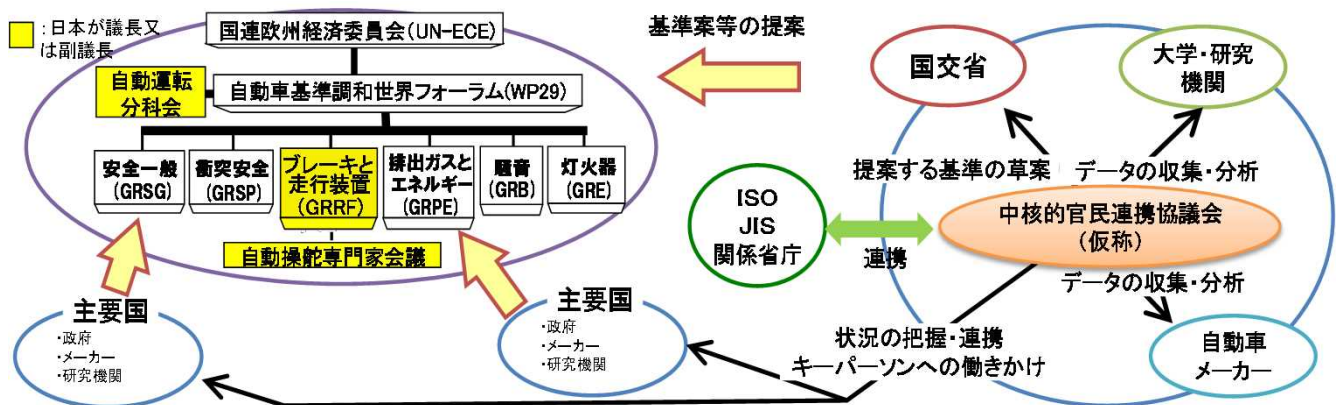 ：日本が議長又
は副議長
国連欧州経済委員会(UN-ECE)
自動運転
分科会
自動車基準調和世界フォーラム(WP29)
安全一般
(GRSG)
衝突安全
(GRSP)
ブレーキと
走行装置
(GRRF)
排出ガスと
エネルギー
(GRPE)
騒音
(GRB)
灯火器
(GRE)
自動操舵専門家会議
主要国
・政府
・メーカー
・研究機関
主要国
・政府
・メーカー
・研究機関
基準案等の提案
国交省
大学・研究
機関
提案する基準の草案
データの収集・分析
ISO
JIS
関係省庁
連携
中核的官民連携協議会
(仮称)
データの収集・分析
状況の把握・連携
キーパーソンへの働きかけ
自動車
メーカー